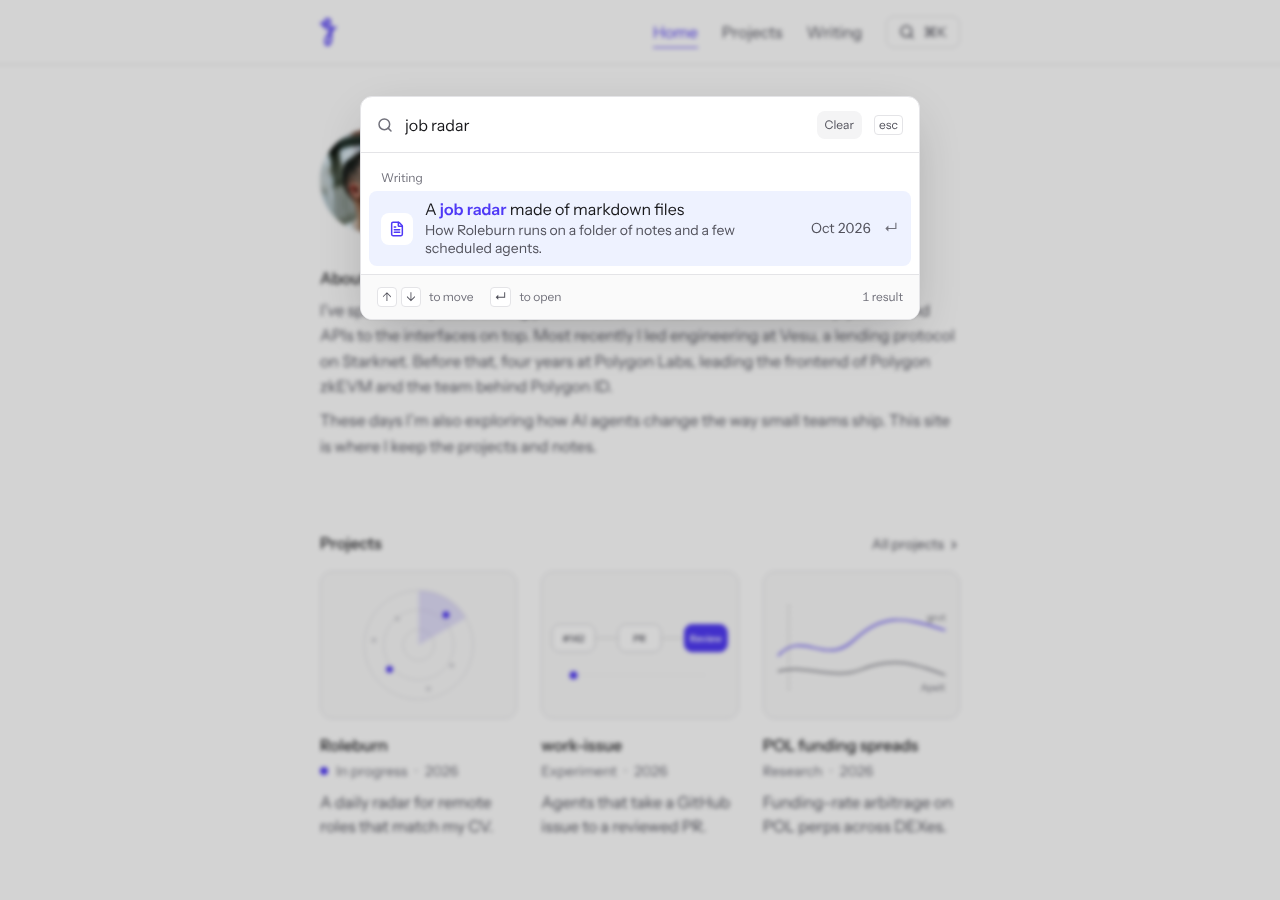 Home Projects Writing ⌘K
job radar Clear esc
Writing
A job radar made of markdown files
How Roleburn runs on a folder of notes and a few
scheduled agents.
Oct 2026
to move to open 1 result
APIs to the interfaces on top. Most recently I led engineering at Vesu, a lending protocol
on Starknet. Before that, four years at Polygon Labs, leading the frontend of Polygon
zkEVM and the team behind Polygon ID.
These days I'm also exploring how AI agents change the way small teams ship. This site
is where I keep the projects and notes.
Projects All projects
PR Review
Roleburn
In progress · 2026
A daily radar for remote
roles that match my CV.
work-issue
Experiment · 2026
Agents that take a GitHub
issue to a reviewed PR.
POL funding spreads
Research · 2026
Funding-rate arbitrage on
POL perps across DEXes.